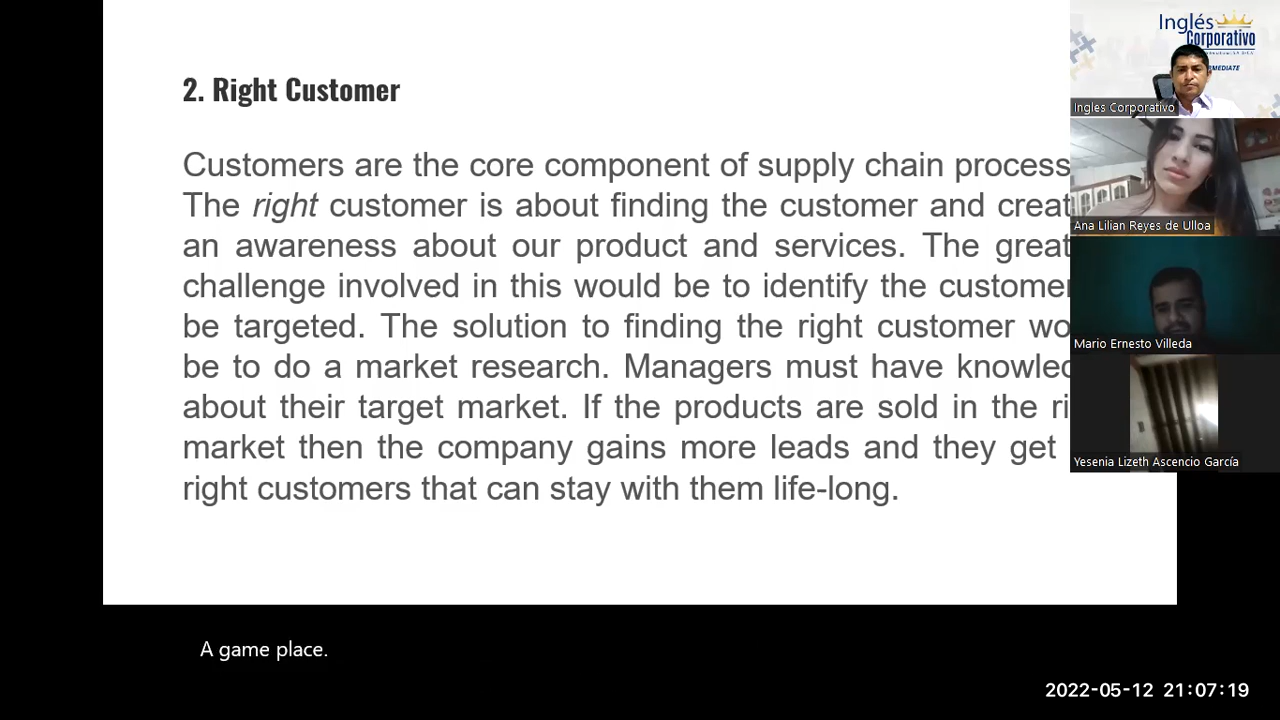 2. Right Customer
Customers are the core component of supply chain process
The right customer is about finding the customer and creat
an awareness about our product and services. The great
challenge involved in this would be to identify the customer
be targeted. The solution to finding the right customer wo
be to do a market research. Managers must have knowled
about their target market. If the products are sold in the ri
market then the company gains more leads and they get
right customers that can stay with them life-long.
Inglés
Corporativo
Ingles Corporativo
Ana Lilian Reyes de Ulloa
Mario Ernesto Villeda
Yesenia Lizeth Ascencio García
A game place.
2022-05-12 21:07:19